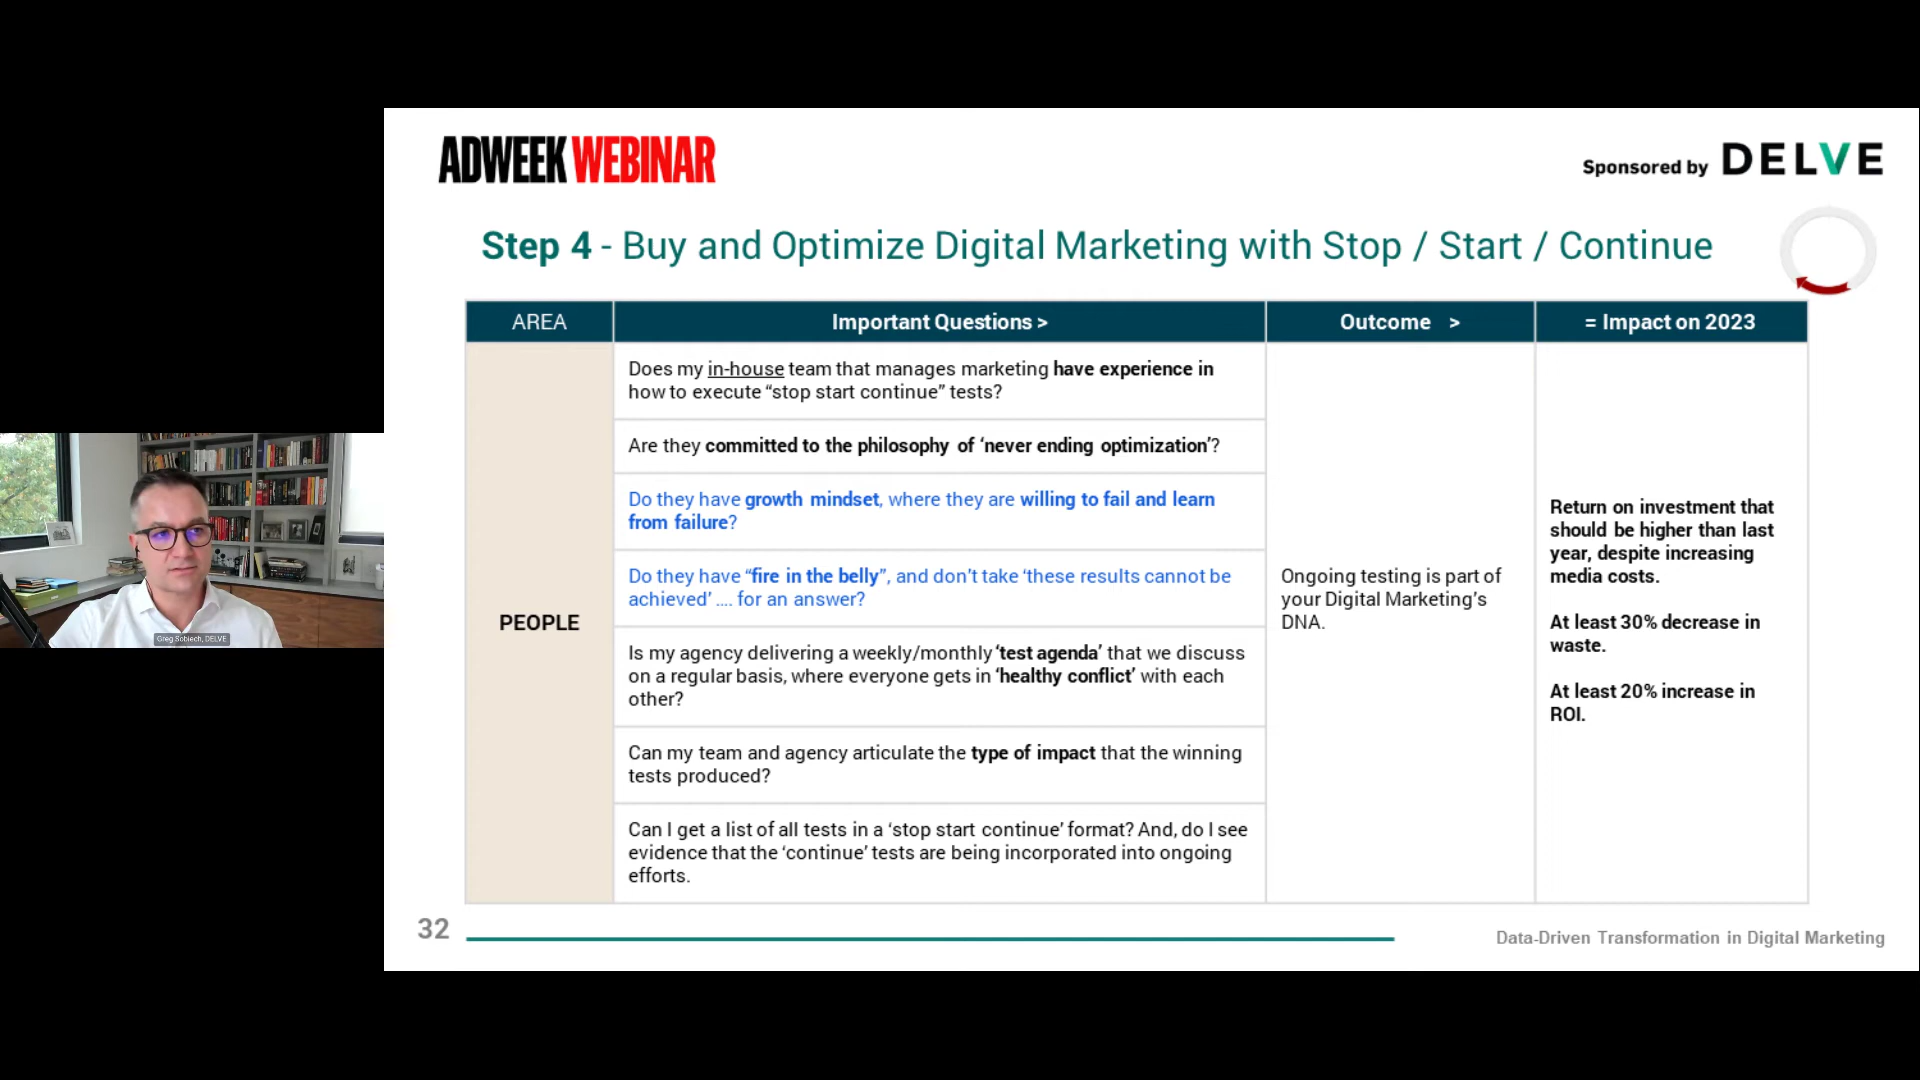 ADWEEK WEBINAR
Sponsored by DELVE
Step 4 - Buy and Optimize Digital Marketing with Stop / Start / Continue
AREA
Important Questions >
Outcome >
= Impact on 2023
PEOPLE
Does my in-house team that manages marketing have experience in
how to execute “stop start continue” tests?
Are they committed to the philosophy of ‘never ending optimization’?
Do they have growth mindset, where they are willing to fail and learn
from failure?
Do they have “fire in the belly”, and don’t take ‘these results cannot be
achieved’ .... for an answer?
Is my agency delivering a weekly/monthly ‘test agenda’ that we discuss
on a regular basis, where everyone gets in ‘healthy conflict’ with each
other?
Can my team and agency articulate the type of impact that the winning
tests produced?
Can I get a list of all tests in a ‘stop start continue’ format? And, do I see
evidence that the ‘continue’ tests are being incorporated into ongoing
efforts.
Ongoing testing is part of
your Digital Marketing’s
DNA.
Return on investment that
should be higher than last
year, despite increasing
media costs.
At least 30% decrease in
waste.
At least 20% increase in
ROI.
Greg Sobiech, DELVE
32
Data-Driven Transformation in Digital Marketing